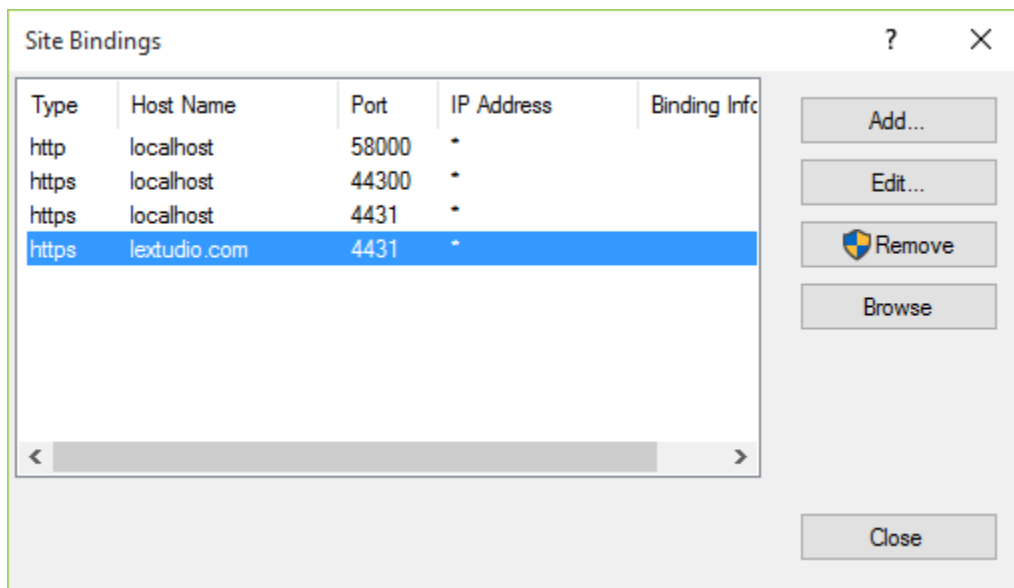 Site Bindings ?
Type Host Name Port IP Address Binding Info
http localhost 58000 *
https localhost 44300 *
https localhost 4431 *
https lextudio.com 4431 *
Add...
Edit...
Remove
Browse
Close